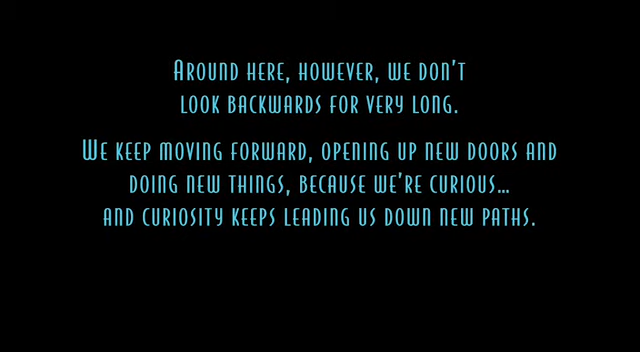 Around here, however, we don't
look backwards for very long.
We keep moving forward, opening up new doors and
doing new things, because we're curious...
and curiosity keeps leading us down new paths.